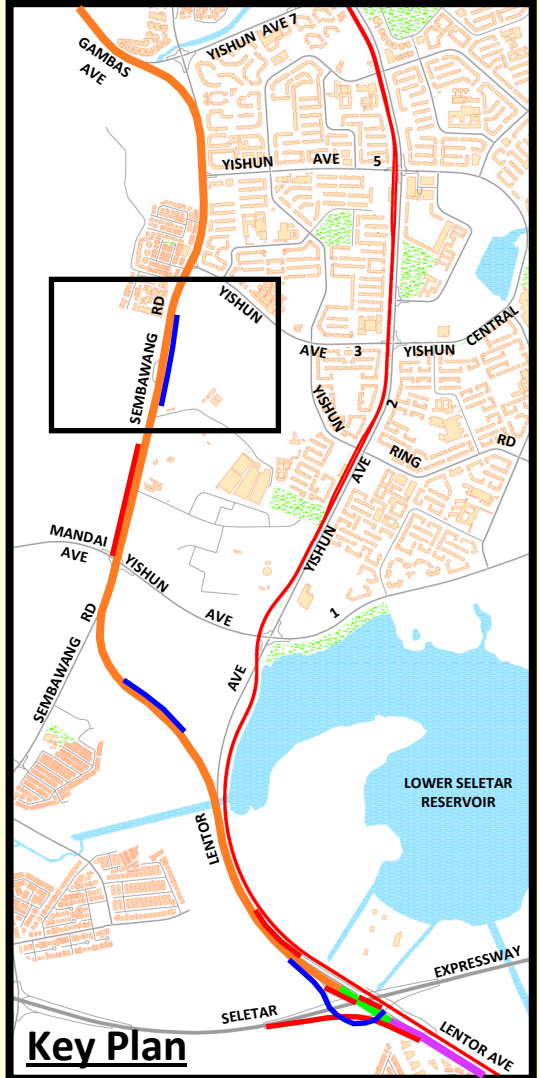 YISHUN AVE 7
GAMBAS
AVE
YISHUN AVE 5
YISHUN
AVE 3
SEMBAWANG RD
YISHUN CENTRAL
YISHUN
RING RD
YISHUN AVE 2
MANDAI
AVE
YISHUN AVE 1
SEMBAWANG RD
LENTOR AVE
LOWER SELETAR
RESERVOIR
SELETAR EXPRESSWAY
LENTOR AVE
Key Plan